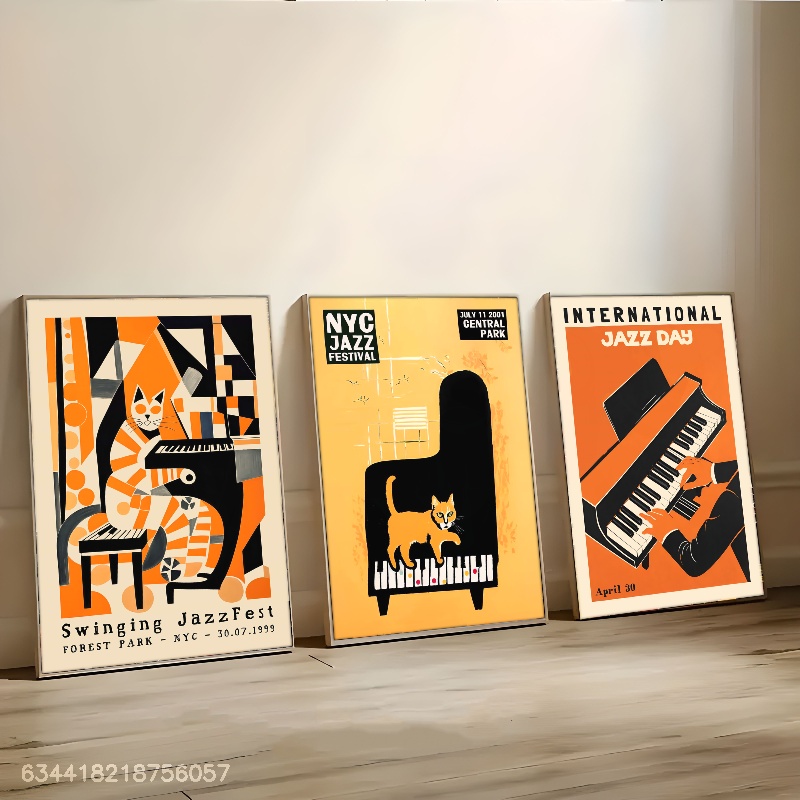 Swinging JazzFest
FOREST PARK - NYC - 30.07.1999
NYC
JAZZ
FESTIVAL
JULY 11 2001
CENTRAL
PARK
INTERNATIONAL
JAZZ DAY
April 30
634418218756057